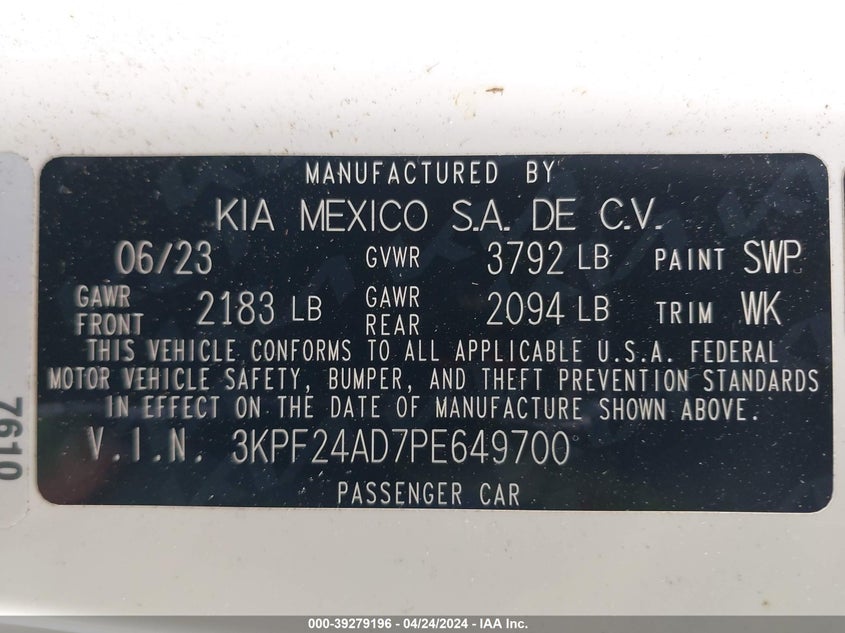 MANUFACTURED BY
KIA MEXICO S.A. DE C.V.
06/23 GVWR 3792 LB PAINT SWP
GAWR FRONT 2183 LB GAWR REAR 2094 LB TRIM WK
THIS VEHICLE CONFORMS TO ALL APPLICABLE U.S.A. FEDERAL
MOTOR VEHICLE SAFETY, BUMPER, AND THEFT PREVENTION STANDARDS
IN EFFECT ON THE DATE OF MANUFACTURE SHOWN ABOVE.
V.I.N. 3KPF24AD7PE649700
PASSENGER CAR
7610
000-39279196 - 04/24/2024 - IAA Inc.